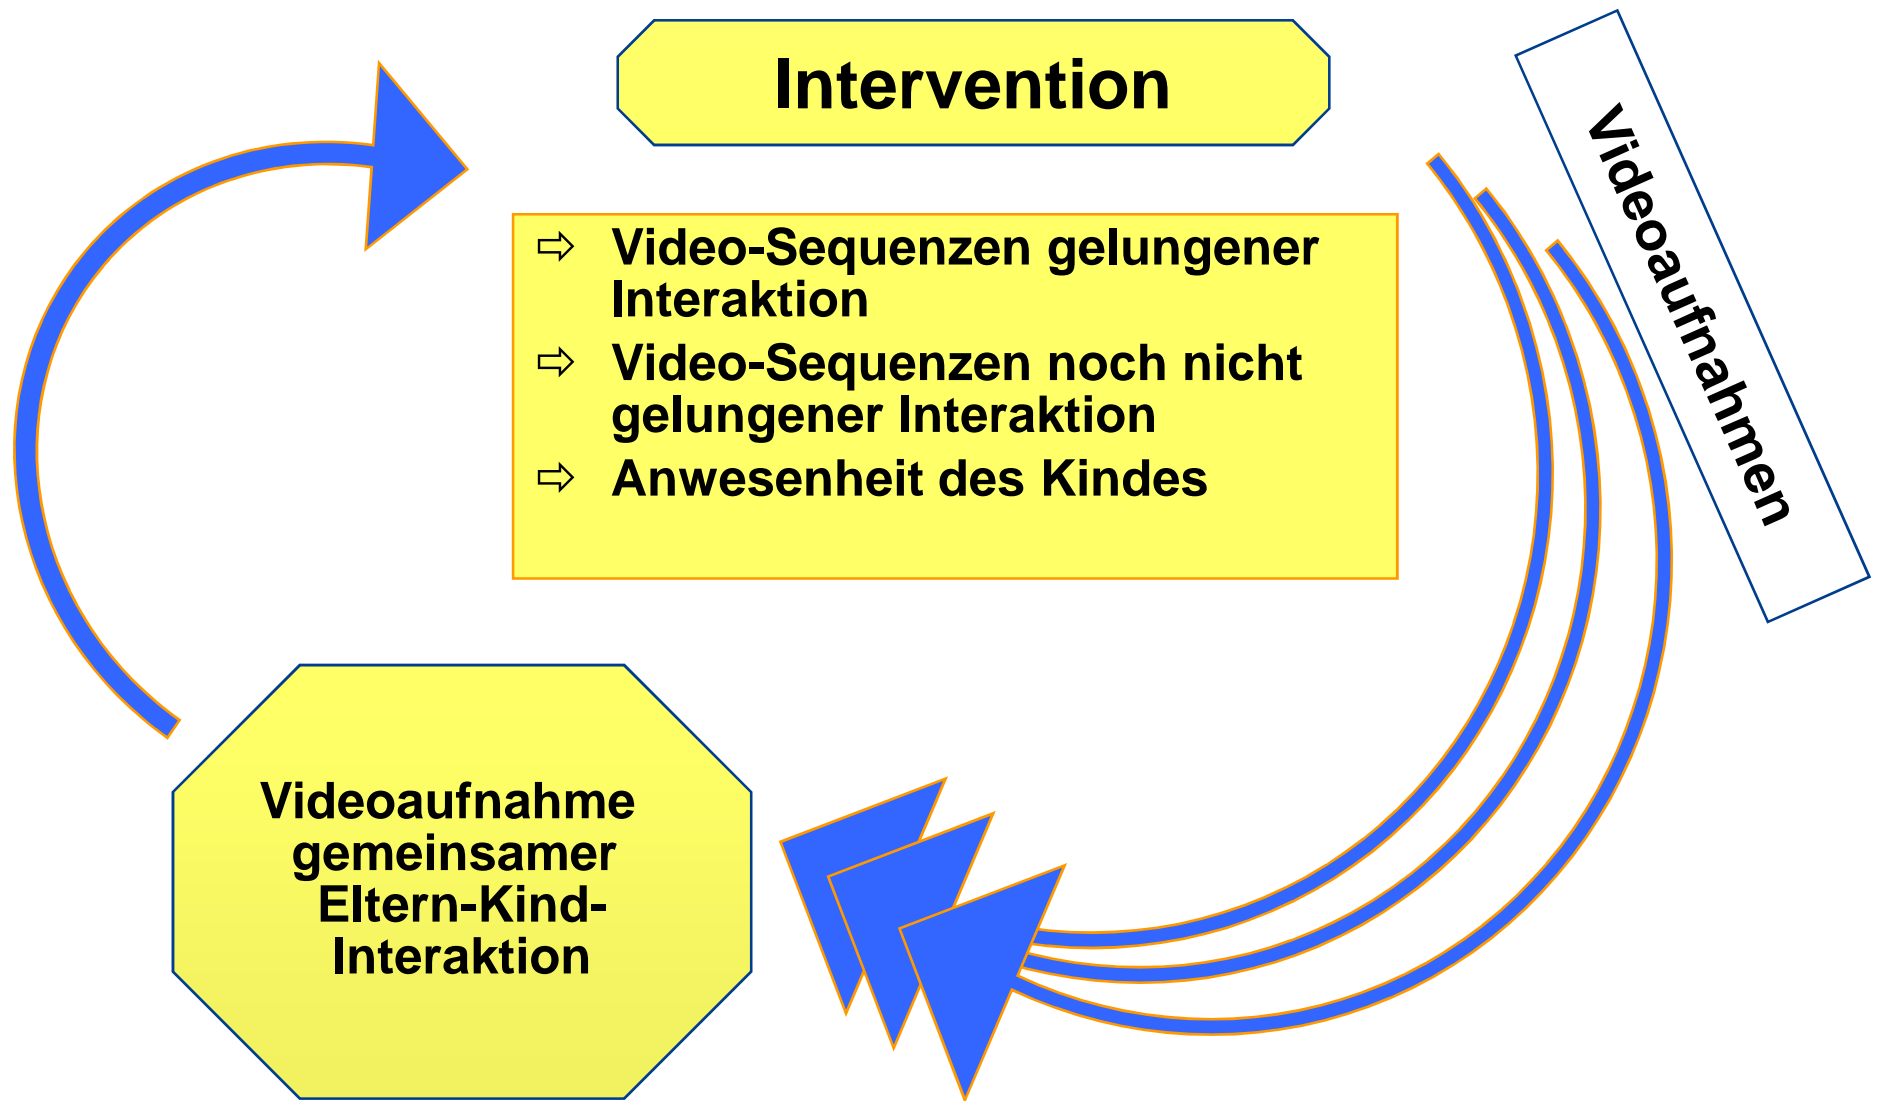 Intervention
Videoaufnahmen
⇨ Video-Sequenzen gelungener
Interaktion
⇨ Video-Sequenzen noch nicht
gelungener Interaktion
⇨ Anwesenheit des Kindes
Videoaufnahme
gemeinsamer
Eltern-Kind-
Interaktion